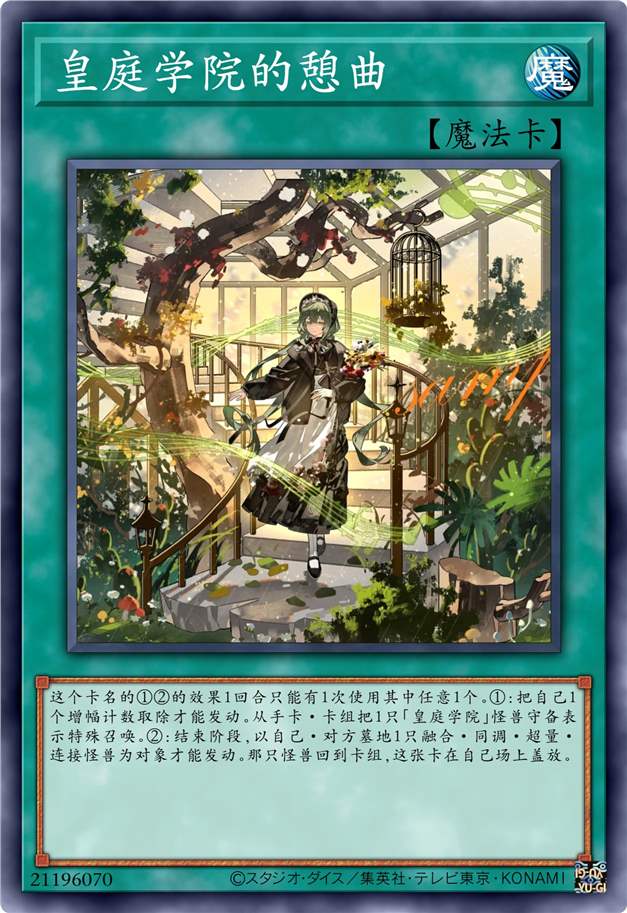 皇庭学院的憩曲
魔
【魔法卡】
这个卡名的①②的效果1回合只能有1次使用其中任意1个。①:把自己1
个增幅计数取除才能发动。从手卡·卡组把1只「皇庭学院」怪兽守备表
示特殊召唤。②:结束阶段,以自己·对方墓地1只融合·同调·超量·
连接怪兽为对象才能发动。那只怪兽回到卡组,这张卡在自己场上盖放。
21196070
©スタジオ・ダイス/集英社・テレビ東京・KONAMI
YU-GI